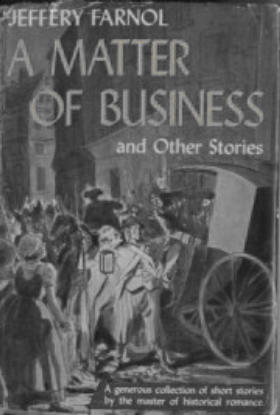 JEFFERY FARNOL
A MATTER
OF BUSINESS
and Other Stories
A generous collection of short stories
by the master of historical romance.